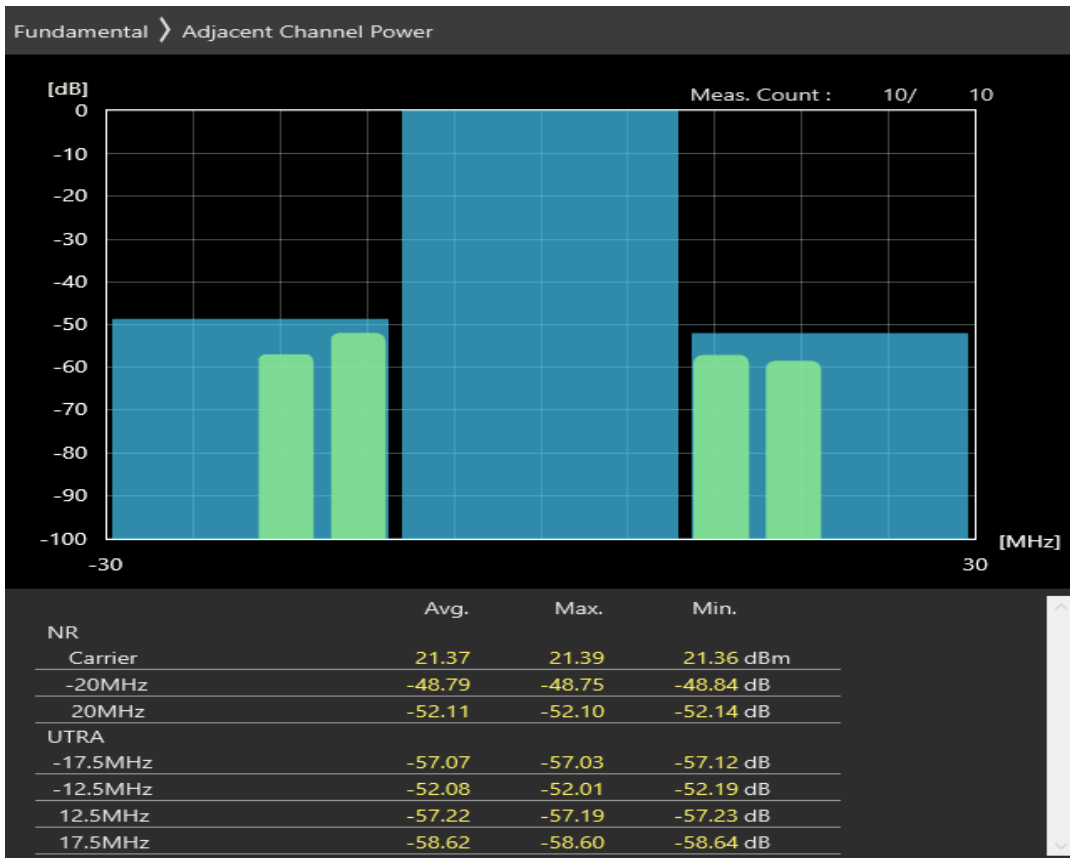 Fundamental 〉 Adjacent Channel Power
[dB]
Meas. Count : 10/ 10
0
-10
-20
-30
-40
-50
-60
-70
-80
-90
-100
[MHz]
-30 30
Avg. Max. Min.
NR
Carrier 21.37 21.39 21.36 dBm
-20MHz -48.79 -48.75 -48.84 dB
20MHz -52.11 -52.10 -52.14 dB
UTRA
-17.5MHz -57.07 -57.03 -57.12 dB
-12.5MHz -52.08 -52.01 -52.19 dB
12.5MHz -57.22 -57.19 -57.23 dB
17.5MHz -58.62 -58.60 -58.64 dB